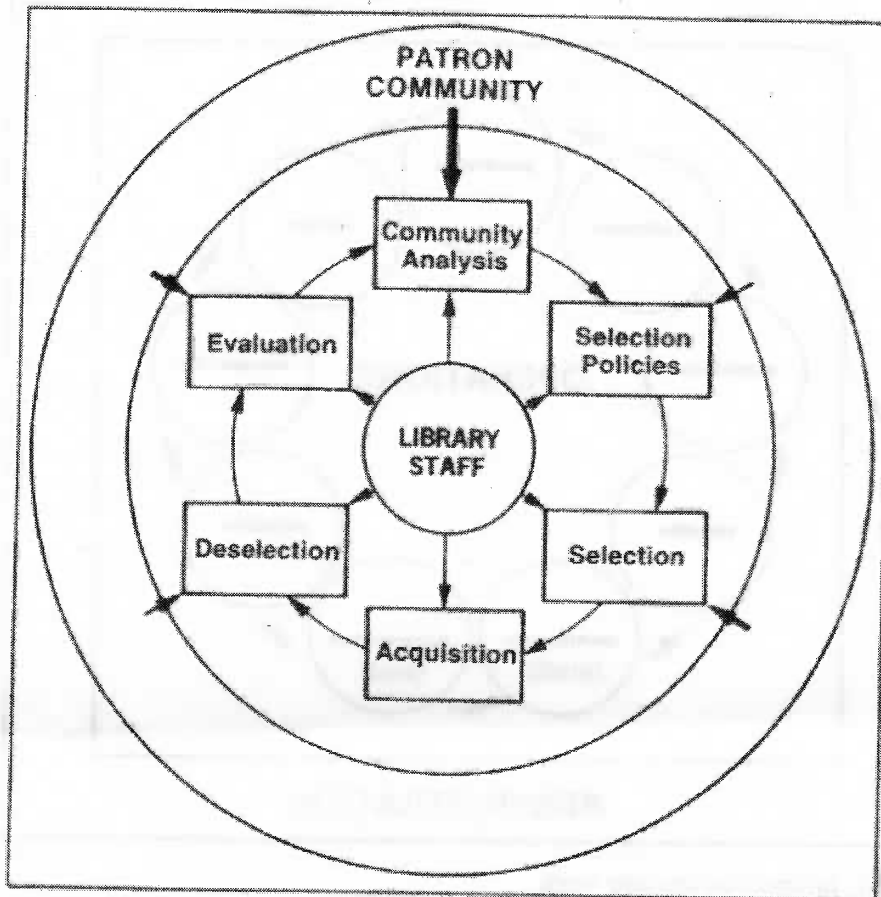 PATRON
COMMUNITY
Community
Analysis
Evaluation
Selection
Policies
LIBRARY
STAFF
Deselection
Selection
Acquisition